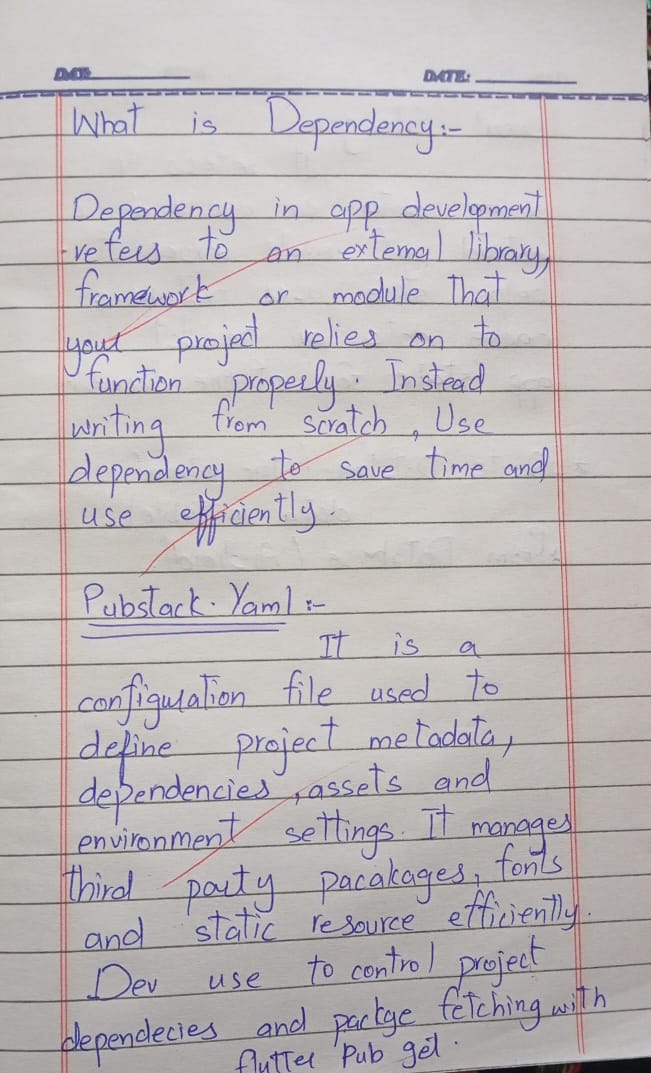 DATE: DATE:
What is Dependency:-
Dependency in app development
refers to an external library,
framework or module that
your project relies on to
function properly. Instead
writing from scratch, Use
dependency to save time and
use efficiently.
Pubstack. Yaml :-
It is a
configuration file used to
define project metadata,
dependencies, assets and
environment settings. It manages
third party pacakages, fonts
and static resource efficiently.
Dev use to control project
dependecies and packge fetching with
flutter Pub get.